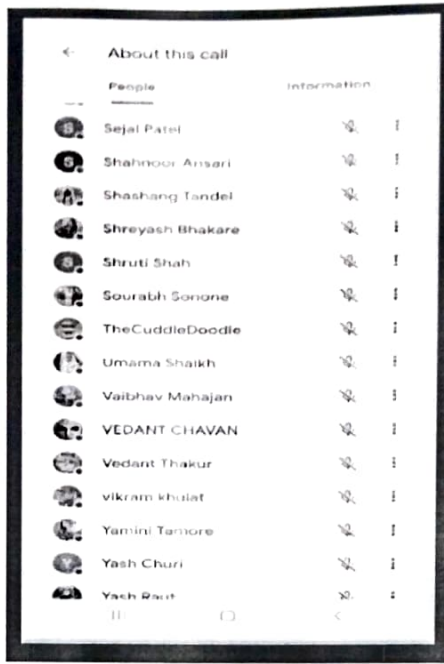 About this call
People Information
Sejal Patel
Shahnoor Ansari
Shashang Tandel
Shreyash Bhakare
Shruti Shah
Sourabh Sonone
TheCuddleDoodle
Umama Shaikh
Vaibhav Mahajan
VEDANT CHAVAN
Vedant Thakur
vikram khulat
Yamini Tamore
Yash Churi
Yash Raut